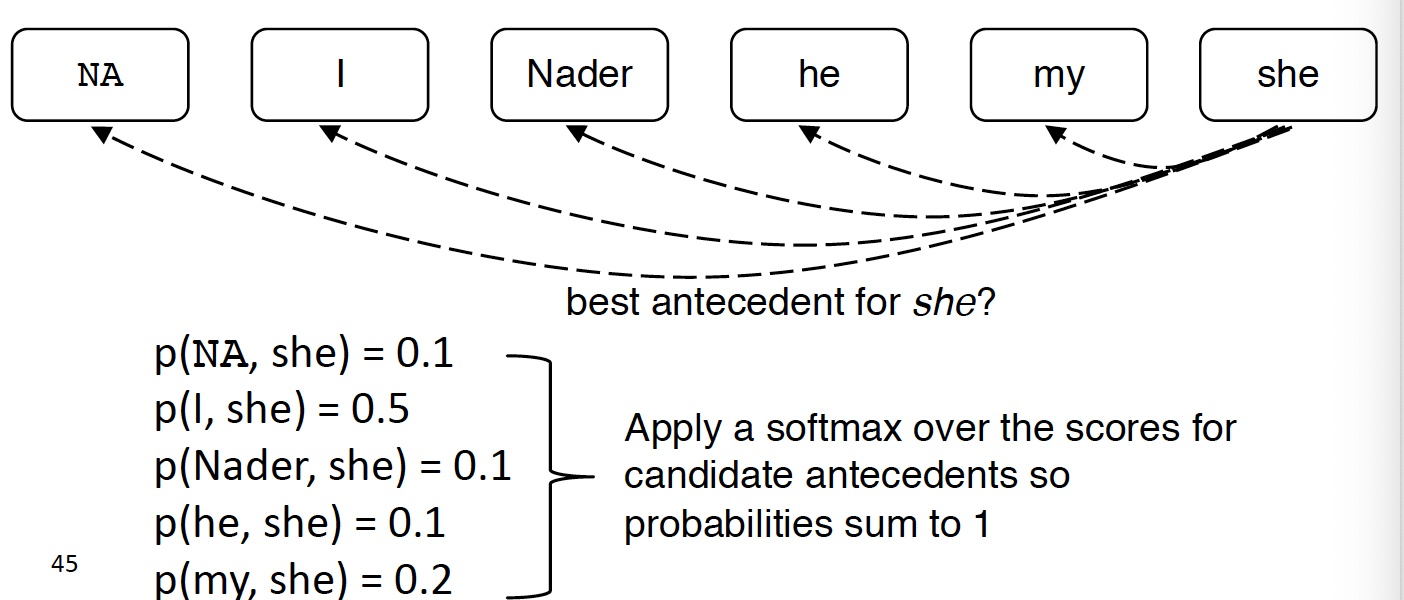 NA I Nader he my she
best antecedent for she?
p(NA, she) = 0.1
p(I, she) = 0.5
p(Nader, she) = 0.1
p(he, she) = 0.1
p(my, she) = 0.2
Apply a softmax over the scores for
candidate antecedents so
probabilities sum to 1
45